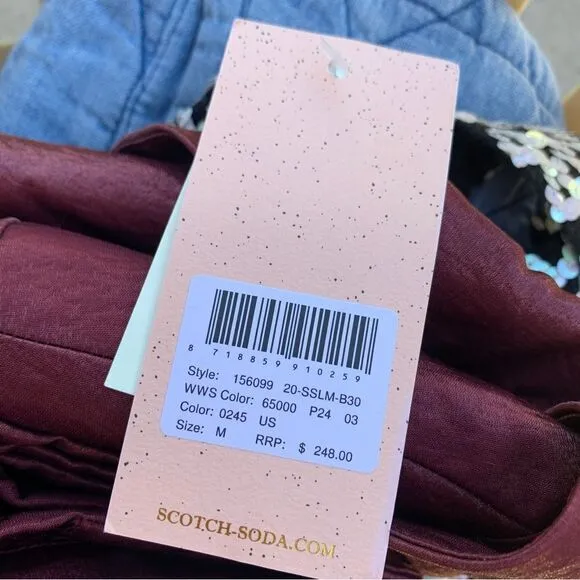 8 718859 910259
Style: 156099 20-SSLM-B30
WWS Color: 65000 P24 03
Color: 0245 US
Size: M RRP: $ 248.00
SCOTCH-SODA.COM